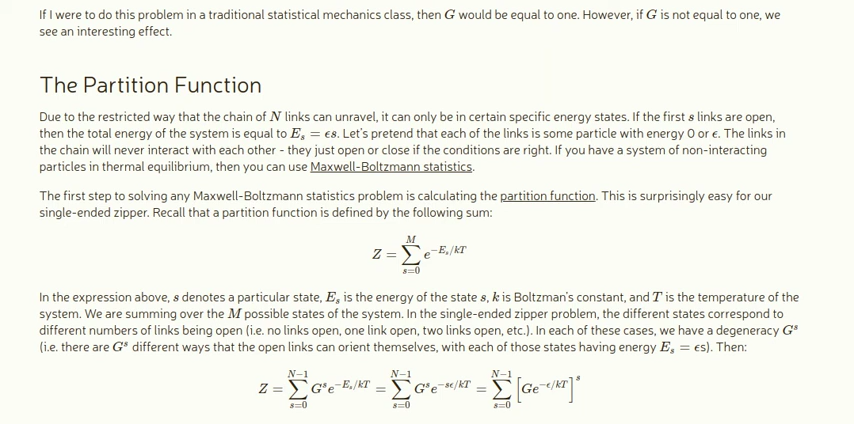 If I were to do this problem in a traditional statistical mechanics class, then G would be equal to one. However, if G is not equal to one, we
see an interesting effect.
The Partition Function
Due to the restricted way that the chain of N links can unravel, it can only be in certain specific energy states. If the first s links are open,
then the total energy of the system is equal to E_s = ϵs. Let's pretend that each of the links is some particle with energy 0 or ϵ. The links in
the chain will never interact with each other - they just open or close if the conditions are right. If you have a system of non-interacting
particles in thermal equilibrium, then you can use Maxwell-Boltzmann statistics.
The first step to solving any Maxwell-Boltzmann statistics problem is calculating the partition function. This is surprisingly easy for our
single-ended zipper. Recall that a partition function is defined by the following sum:
Z = ∑_{s=0}^{M} e^{-E_s/kT}
In the expression above, s denotes a particular state, E_s is the energy of the state s, k is Boltzman's constant, and T is the temperature of the
system. We are summing over the M possible states of the system. In the single-ended zipper problem, the different states correspond to
different numbers of links being open (i.e. no links open, one link open, two links open, etc.). In each of these cases, we have a degeneracy G^s
(i.e. there are G^s different ways that the open links can orient themselves, with each of those states having energy E_s = ϵs). Then:
Z = ∑_{s=0}^{N-1} G^s e^{-E_s/kT} = ∑_{s=0}^{N-1} G^s e^{-sϵ/kT} = ∑_{s=0}^{N-1} [Ge^{-ϵ/kT}]^s